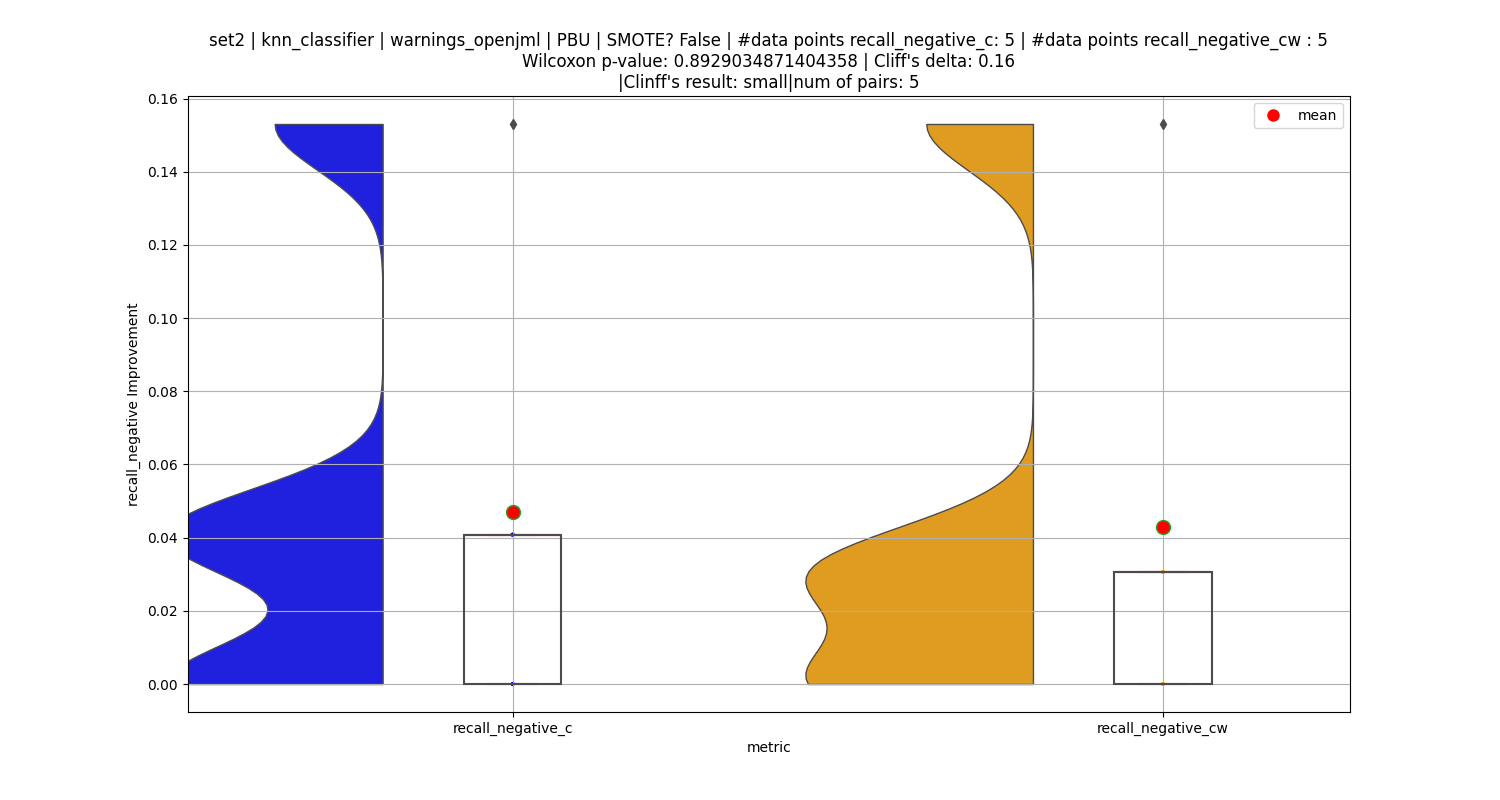 set2 | knn_classifier | warnings_openjml | PBU | SMOTE? False | #data points recall_negative_c: 5 | #data points recall_negative_cw : 5
Wilcoxon p-value: 0.8929034871404358 | Cliff's delta: 0.16
|Clinff's result: small|num of pairs: 5
mean
0.16
0.14
0.12
0.10
0.08
0.06
0.04
0.02
0.00
recall_negative Improvement
recall_negative_c
recall_negative_cw
metric